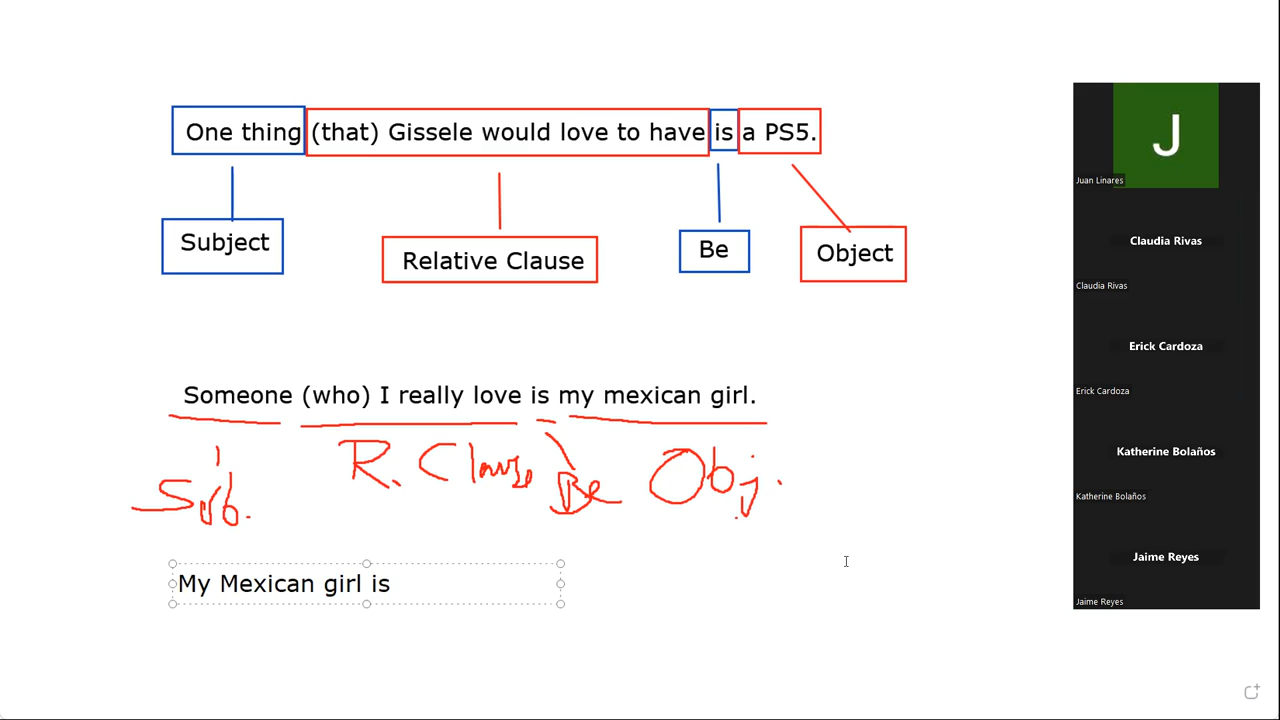 One thing (that) Gissele would love to have is a PS5.
Subject
Relative Clause
Be
Object
Someone (who) I really love is my mexican girl.
Sub.
R. Clause
Be
Obj.
My Mexican girl is
J
Juan Linares
Claudia Rivas
Claudia Rivas
Erick Cardoza
Erick Cardoza
Katherine Bolaños
Katherine Bolaños
Jaime Reyes
Jaime Reyes